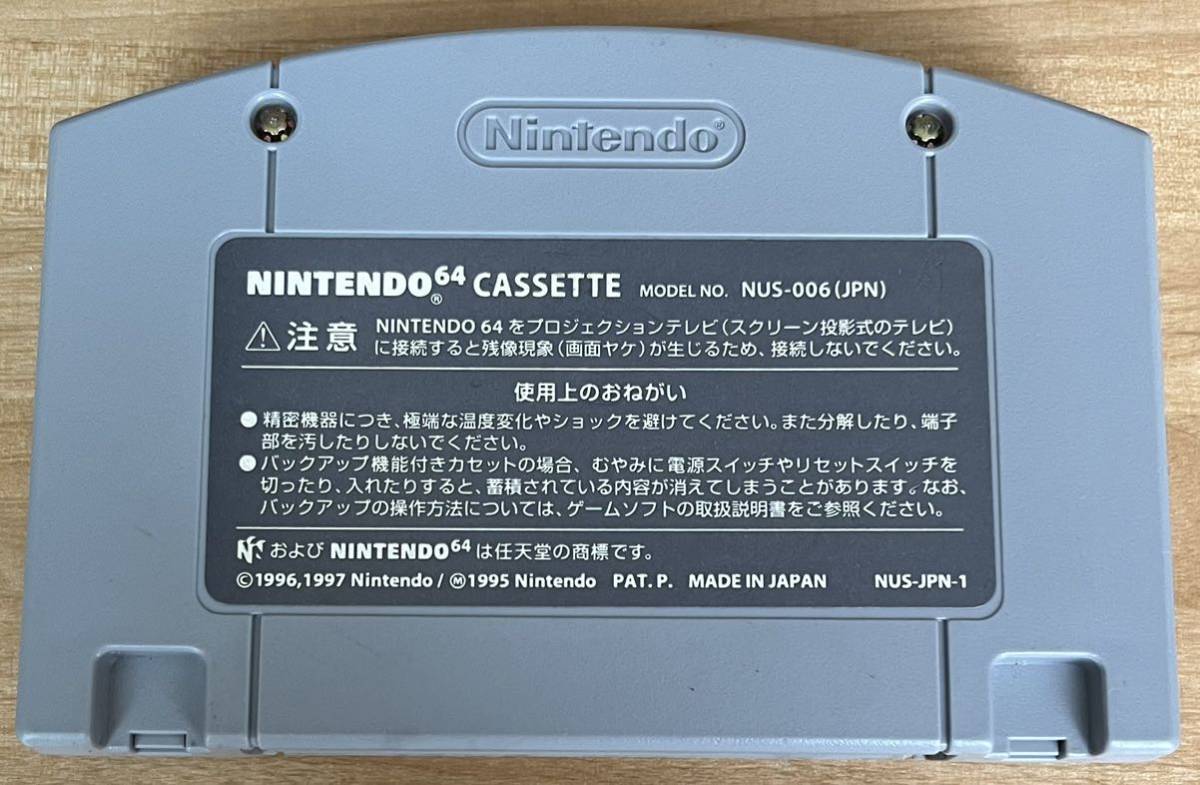 Nintendo®
NINTENDO64® CASSETTE MODEL NO. NUS-006(JPN)
注意 NINTENDO 64をプロジェクションテレビ(スクリーン投影式のテレビ)
に接続すると残像現象(画面ヤケ)が生じるため、接続しないでください。
使用上のおねがい
●精密機器につき、極端な温度変化やショックを避けてください。また分解したり、端子
部を汚したりしないでください。
●バックアップ機能付きカセットの場合、むやみに電源スイッチやリセットスイッチを
切ったり、入れたりすると、蓄積されている内容が消えてしまうことがあります。なお、
バックアップの操作方法については、ゲームソフトの取扱説明書をご参照ください。
および NINTENDO64 は任天堂の商標です。
©1996,1997 Nintendo / Ⓜ1995 Nintendo PAT. P. MADE IN JAPAN NUS-JPN-1